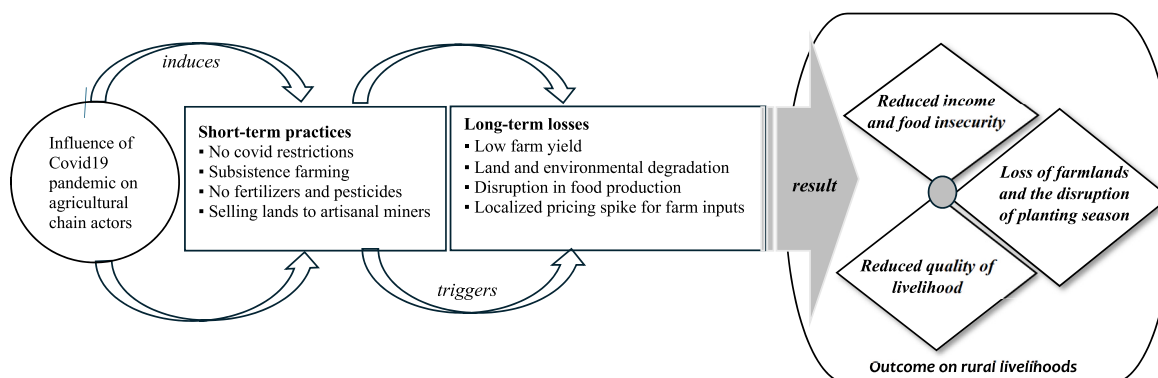 induces
Influence of
Covid19
pandemic on
agricultural
chain actors
Short-term practices
▪ No covid restrictions
▪ Subsistence farming
▪ No fertilizers and pesticides
▪ Selling lands to artisanal miners
Long-term losses
▪ Low farm yield
▪ Land and environmental degradation
▪ Disruption in food production
▪ Localized pricing spike for farm inputs
triggers
result
Reduced income
and food insecurity
Loss of farmlands
and the disruption
of planting season
Reduced quality of
livelihood
Outcome on rural livelihoods